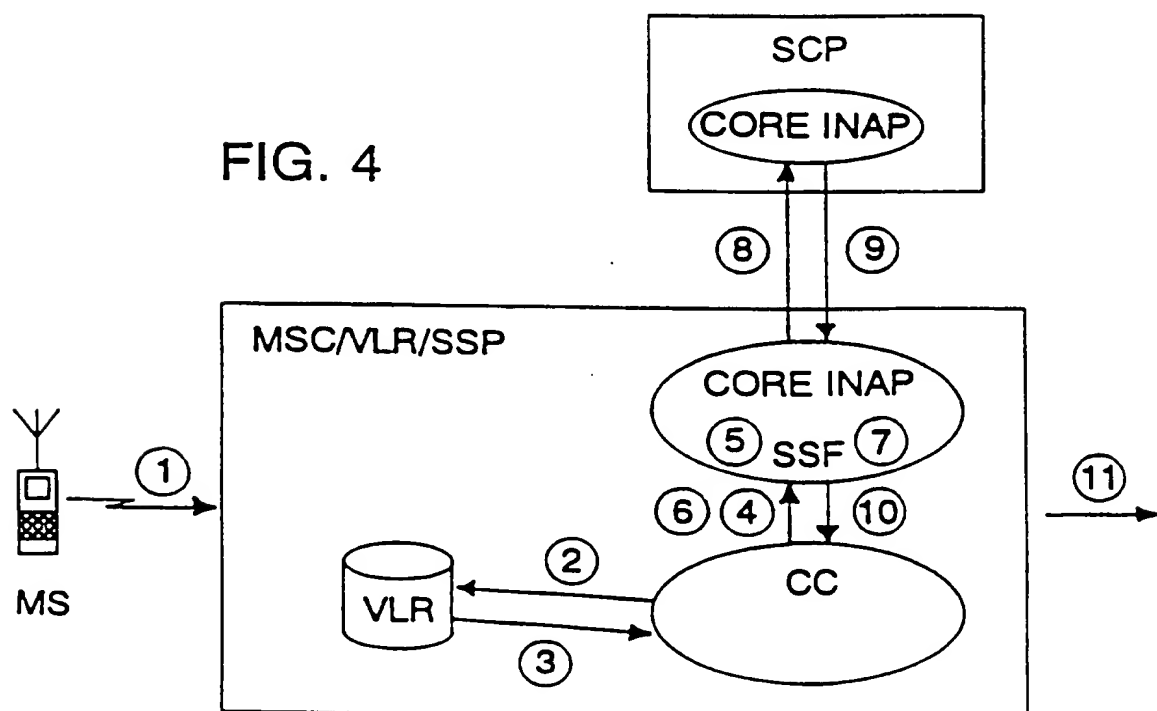 SCP
CORE INAP
FIG. 4
8 9
MSC/VLR/SSP
CORE INAP
5 SSF 7
1
11
6 4 10
2
CC
VLR
MS
3